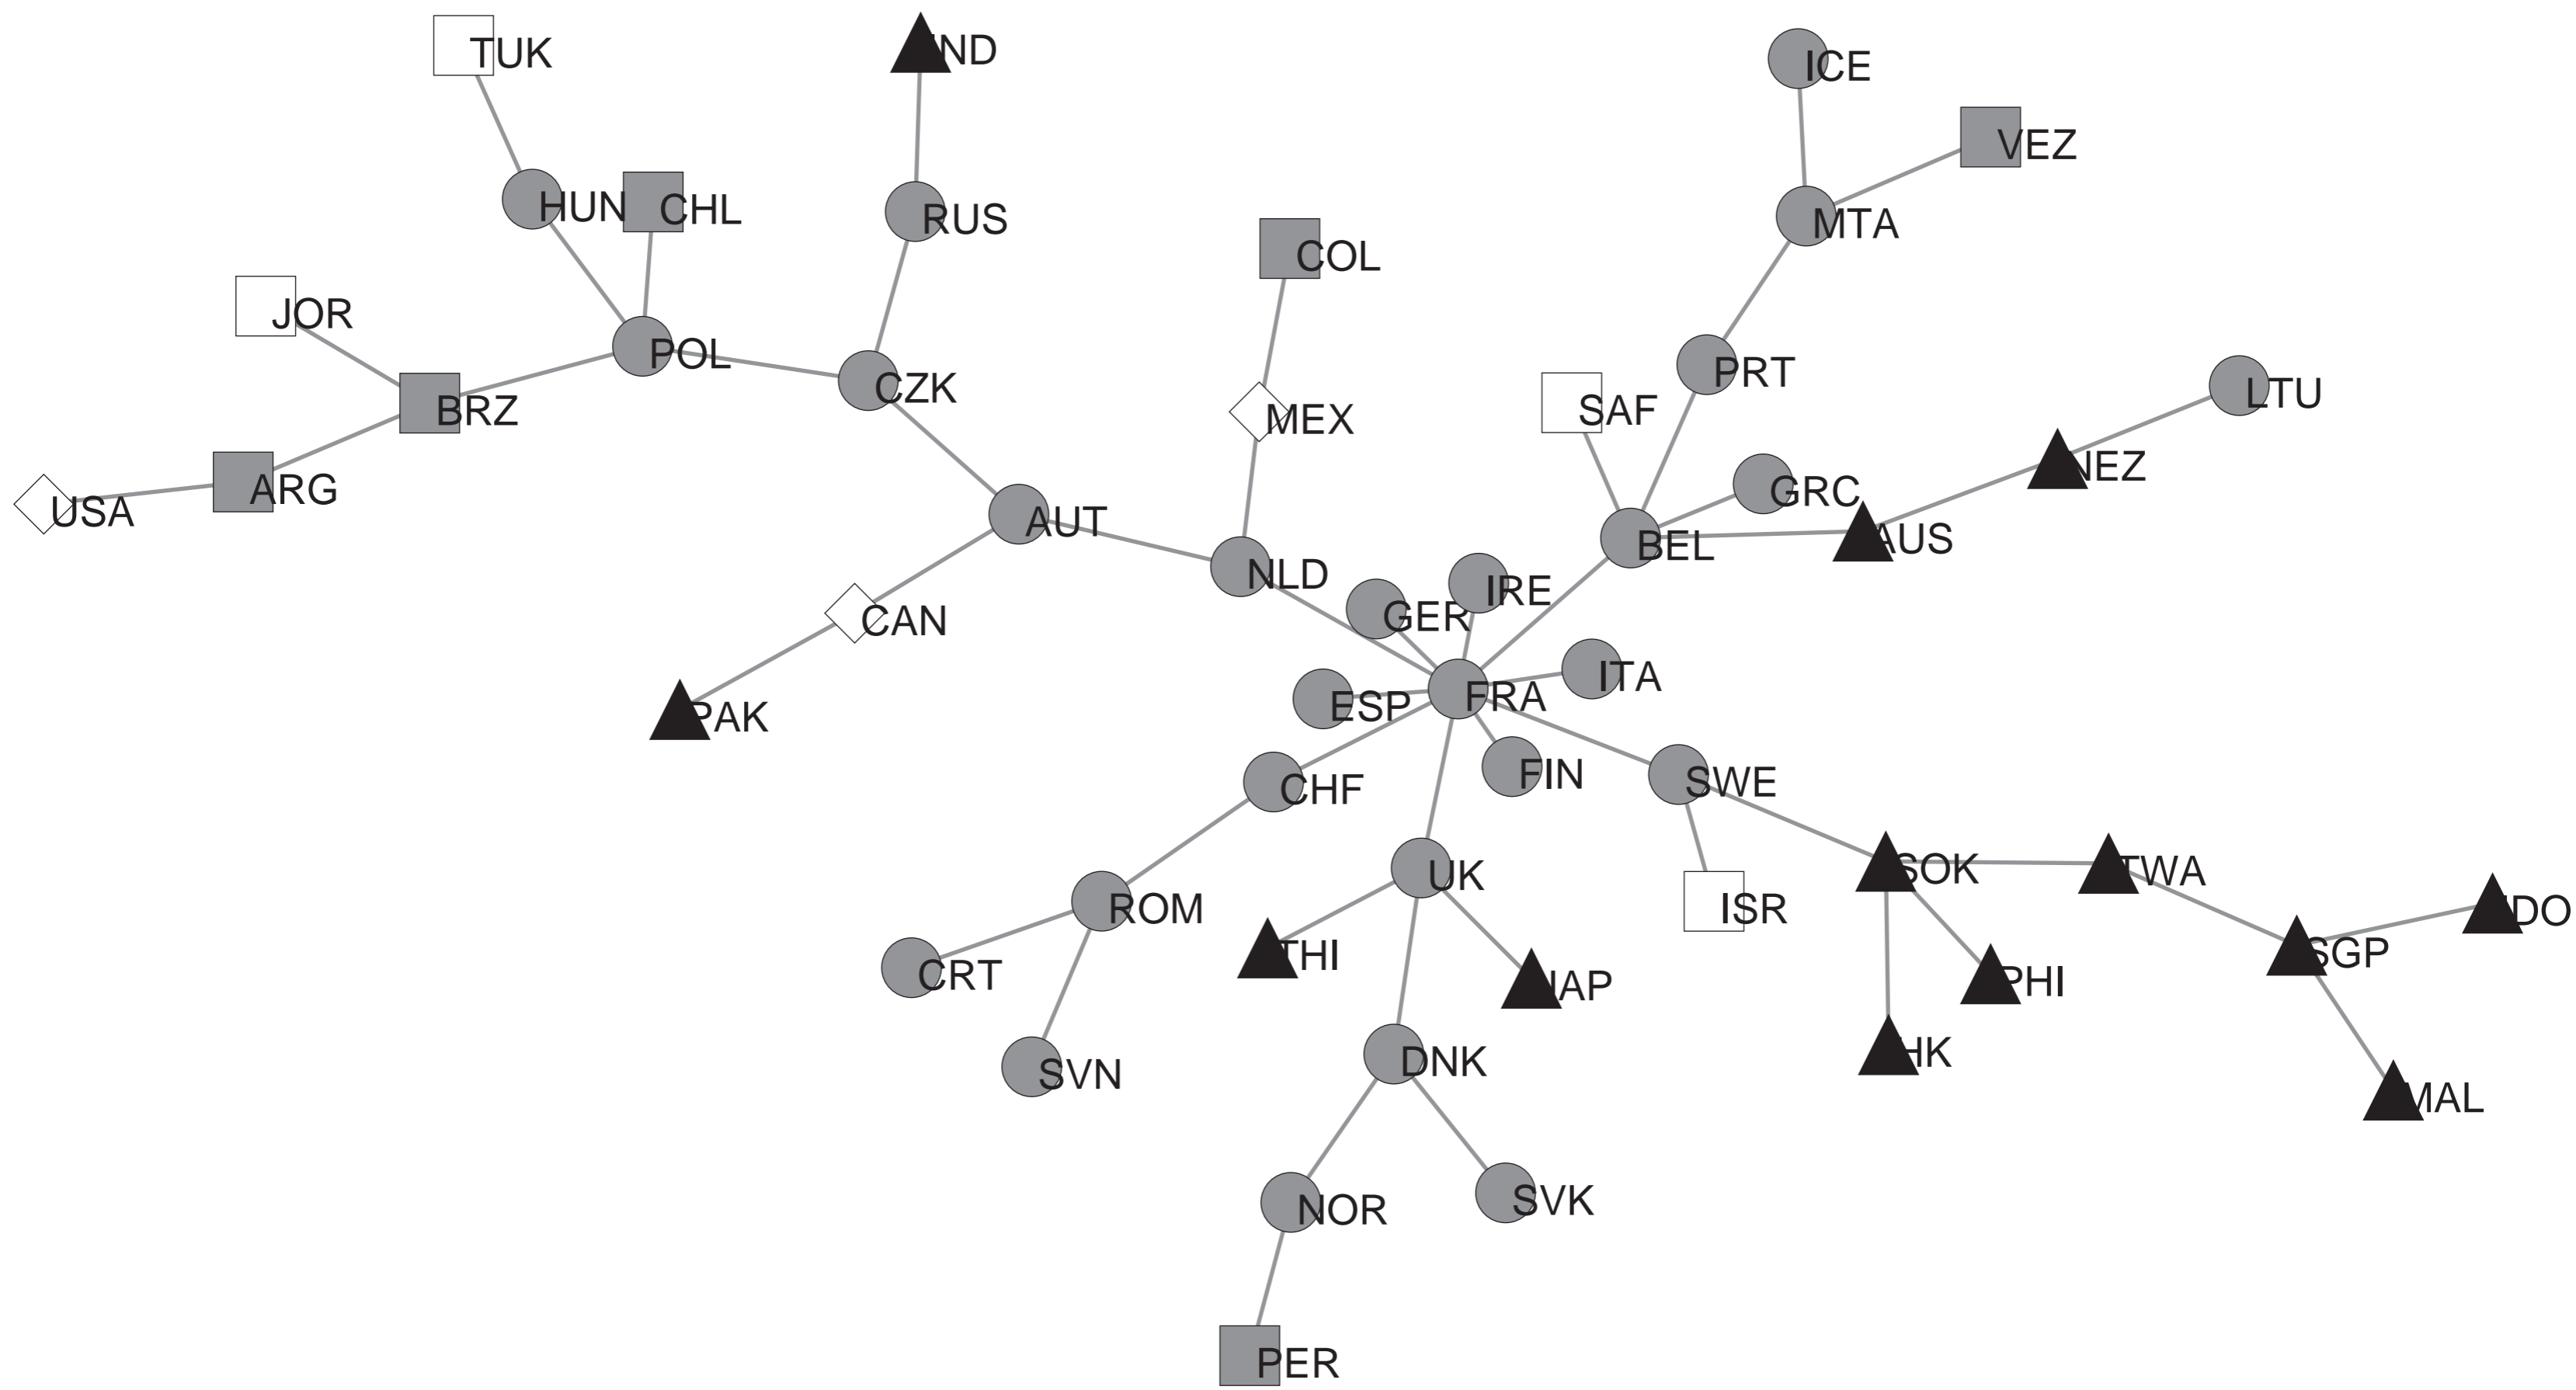 TUK
IND
ICE
VEZ
HUN
CHL
RUS
MTA
COL
JOR
POL
CZK
PRT
LTU
BRZ
MEX
SAF
NEZ
ARG
GRC
USA
AUT
AUS
BEL
NLD
IRE
GER
CAN
ITA
FRA
ESP
PAK
FIN
SWE
CHF
SOK
TWA
UK
ROM
ISR
IDO
THI
SGP
CRT
PHI
JAP
HK
DNK
SVN
MAL
SVK
NOR
PER